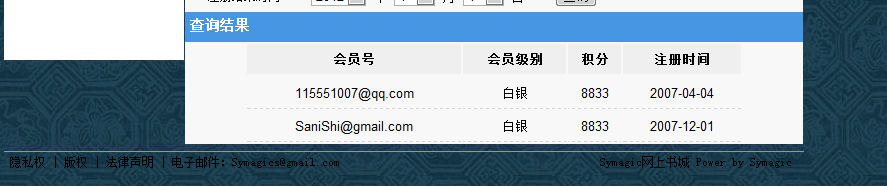 查询结果
会员号 会员级别 积分 注册时间
115551007@qq.com 白银 8833 2007-04-04
SaniShi@gmail.com 白银 8833 2007-12-01
隐私权 | 版权 | 法律声明 | 电子邮件：Symagics@gmail.com Symagic网上书城 Power by Symagic